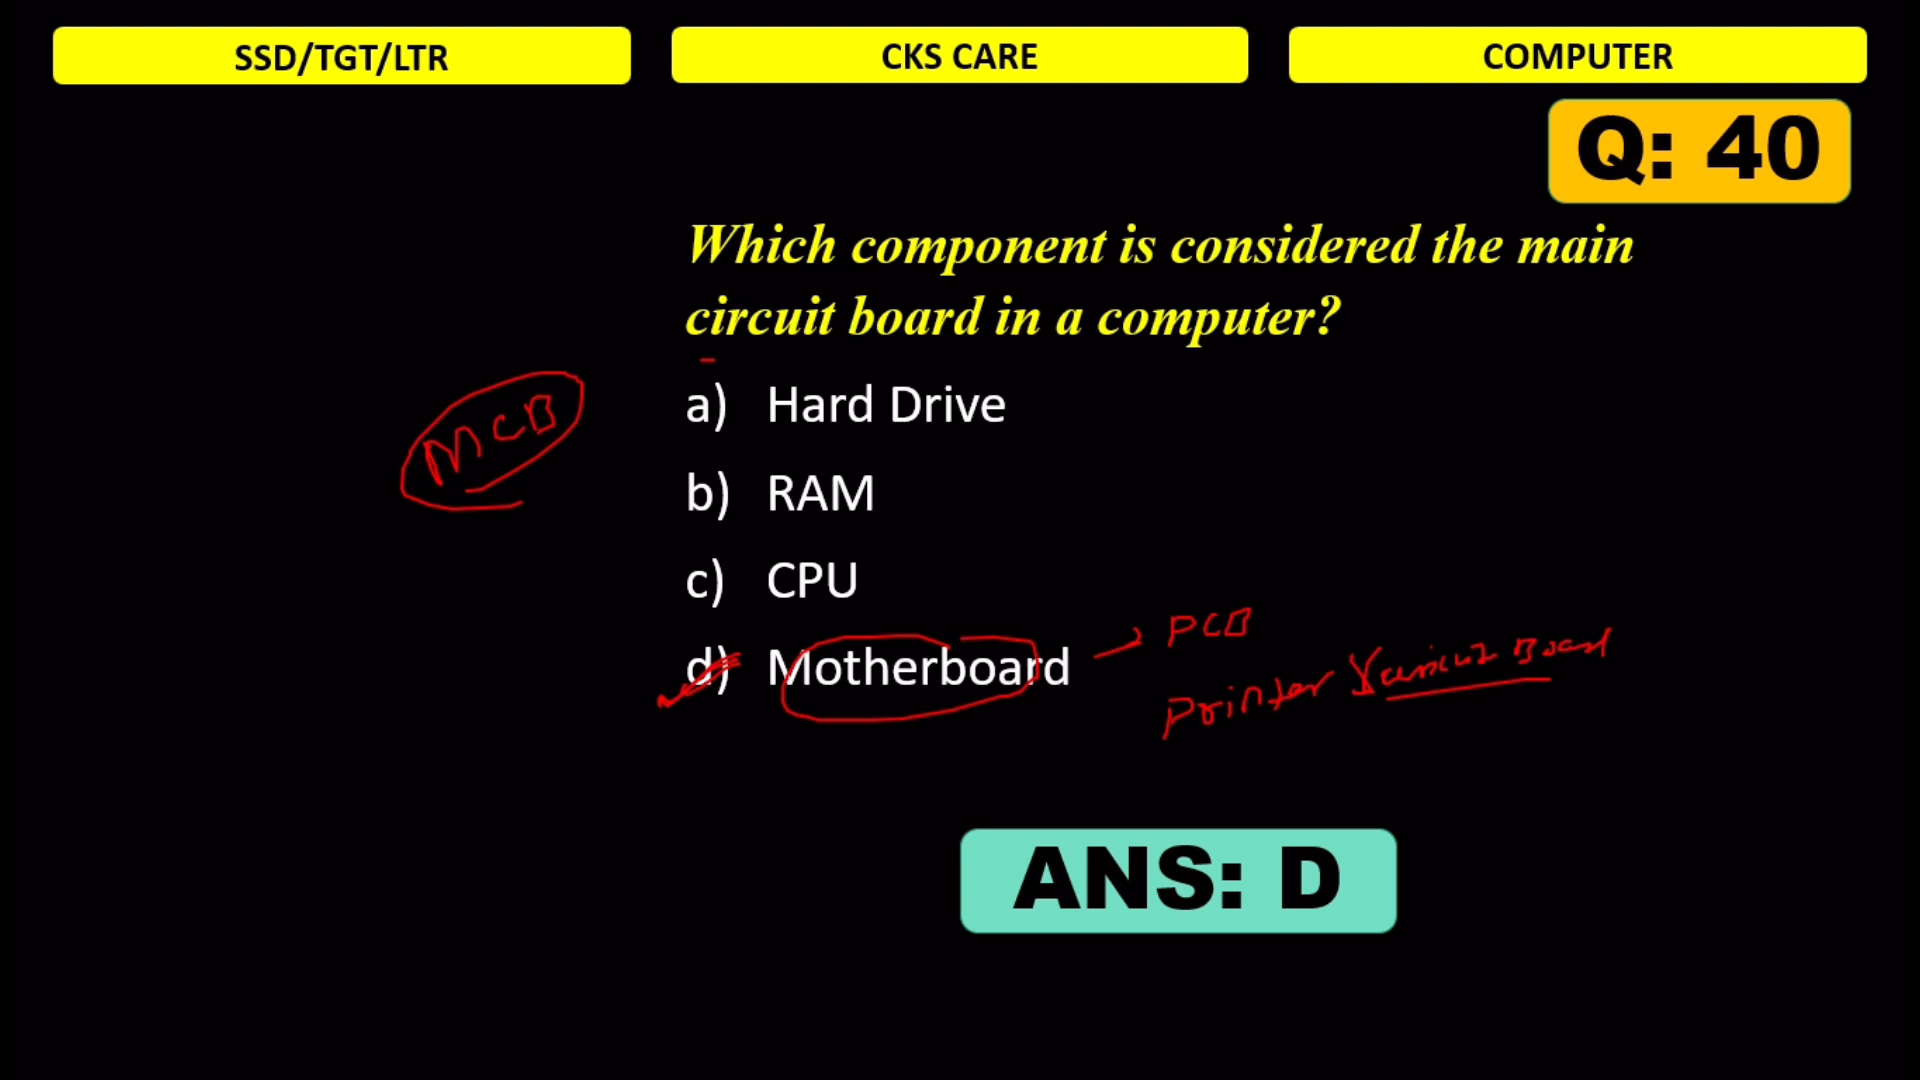 SSD/TGT/LTR
CKS CARE
COMPUTER
Q: 40
Which component is considered the main
circuit board in a computer?
MCB
a) Hard Drive
b) RAM
c) CPU
d) Motherboard
PCB
Printer Board
ANS: D